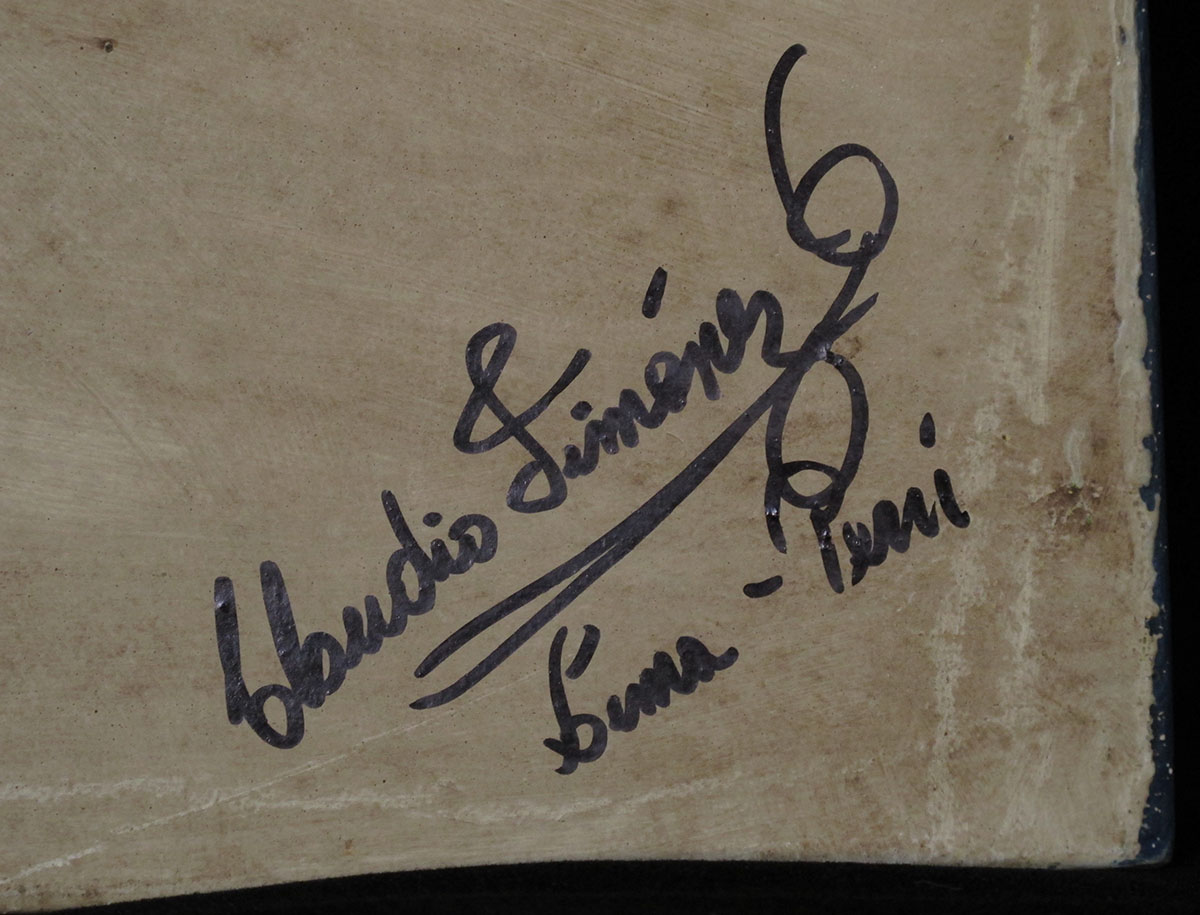 Claudio Jiménez
Lima - Perú